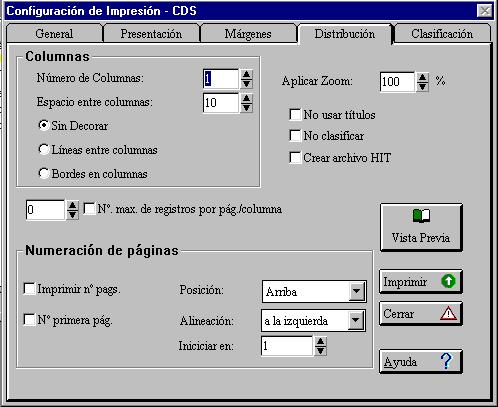 Configuración de Impresión - CDS
General Presentación Márgenes Distribución Clasificación
Columnas
Número de Columnas: 1
Espacio entre columnas: 10
Sin Decorar
Líneas entre columnas
Bordes en columnas
Aplicar Zoom: 100 %
No usar títulos
No clasificar
Crear archivo HIT
0 Nº. max. de registros por pág./columna
Vista Previa
Numeración de páginas
Imprimir nº pags. Posición: Arriba
Nº primera pág. Alineación: a la izquierda
Iniciar en: 1
Imprimir
Cerrar
Ayuda ?